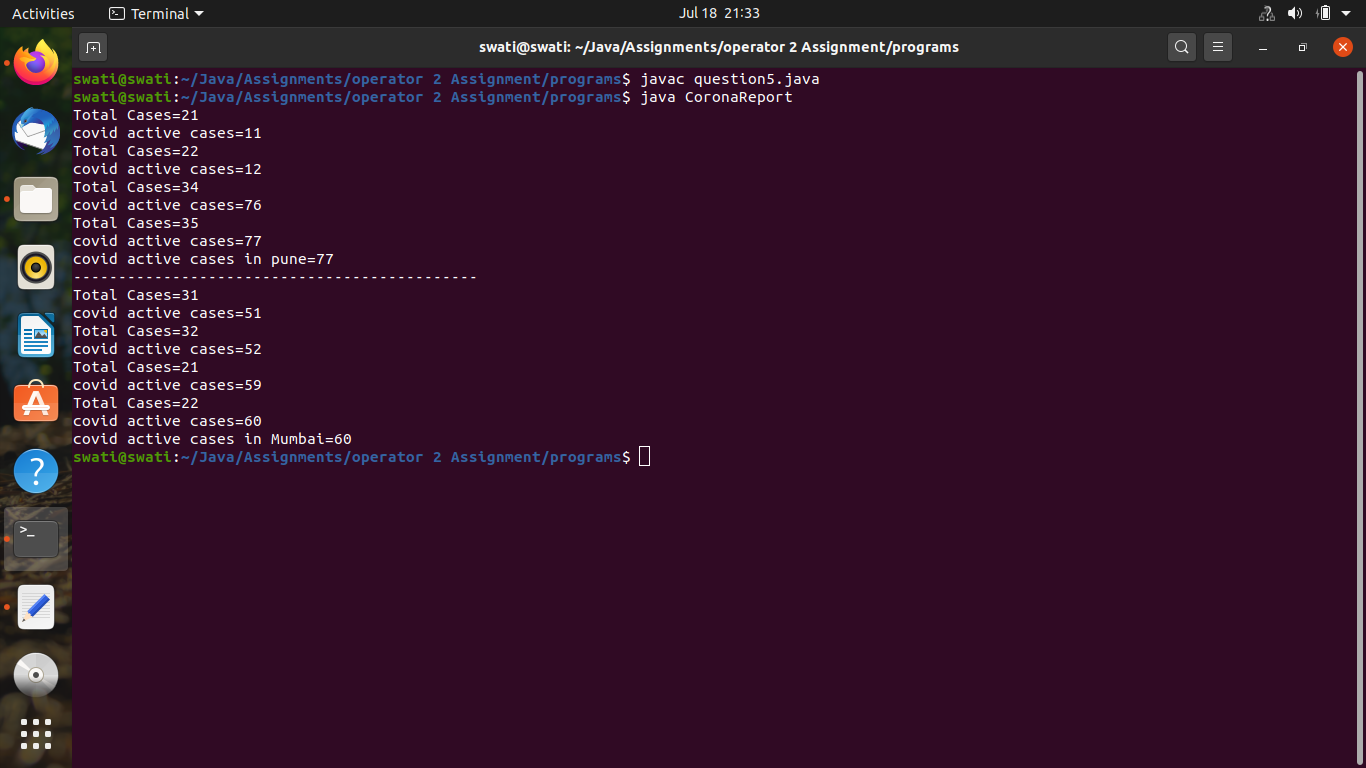 Activities
Terminal
Jul 18 21:33
swati@swati: ~/Java/Assignments/operator 2 Assignment/programs
swati@swati:~/Java/Assignments/operator 2 Assignment/programs$ javac question5.java
swati@swati:~/Java/Assignments/operator 2 Assignment/programs$ java CoronaReport
Total Cases=21
covid active cases=11
Total Cases=22
covid active cases=12
Total Cases=34
covid active cases=76
Total Cases=35
covid active cases=77
covid active cases in pune=77
---------------------------------------------
Total Cases=31
covid active cases=51
Total Cases=32
covid active cases=52
Total Cases=21
covid active cases=59
Total Cases=22
covid active cases=60
covid active cases in Mumbai=60
swati@swati:~/Java/Assignments/operator 2 Assignment/programs$